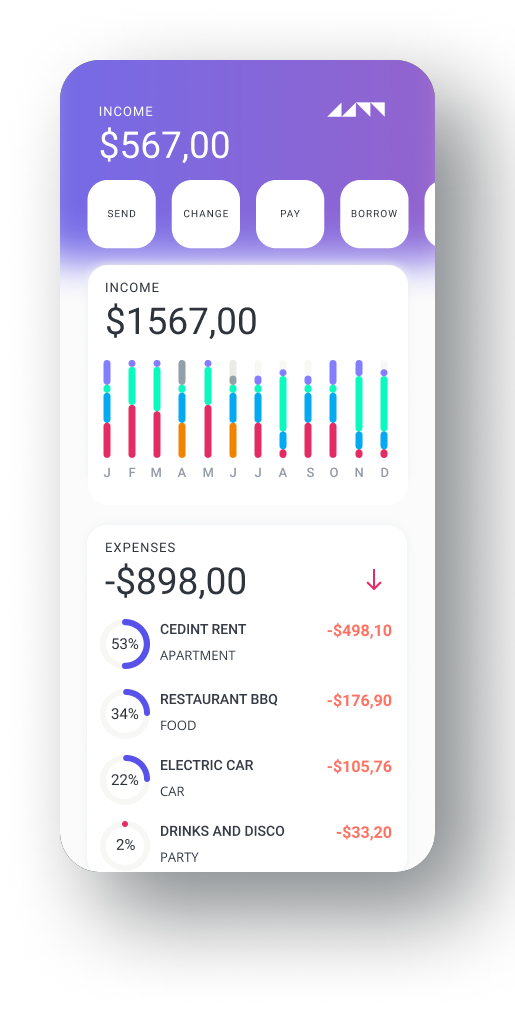 INCOME
$567,00
SEND CHANGE PAY BORROW
INCOME
$1567,00
J F M A M J J A S O N D
EXPENSES
-$898,00
53% CEDINT RENT -$498,10
APARTMENT
34% RESTAURANT BBQ -$176,90
FOOD
22% ELECTRIC CAR -$105,76
CAR
2% DRINKS AND DISCO -$33,20
PARTY